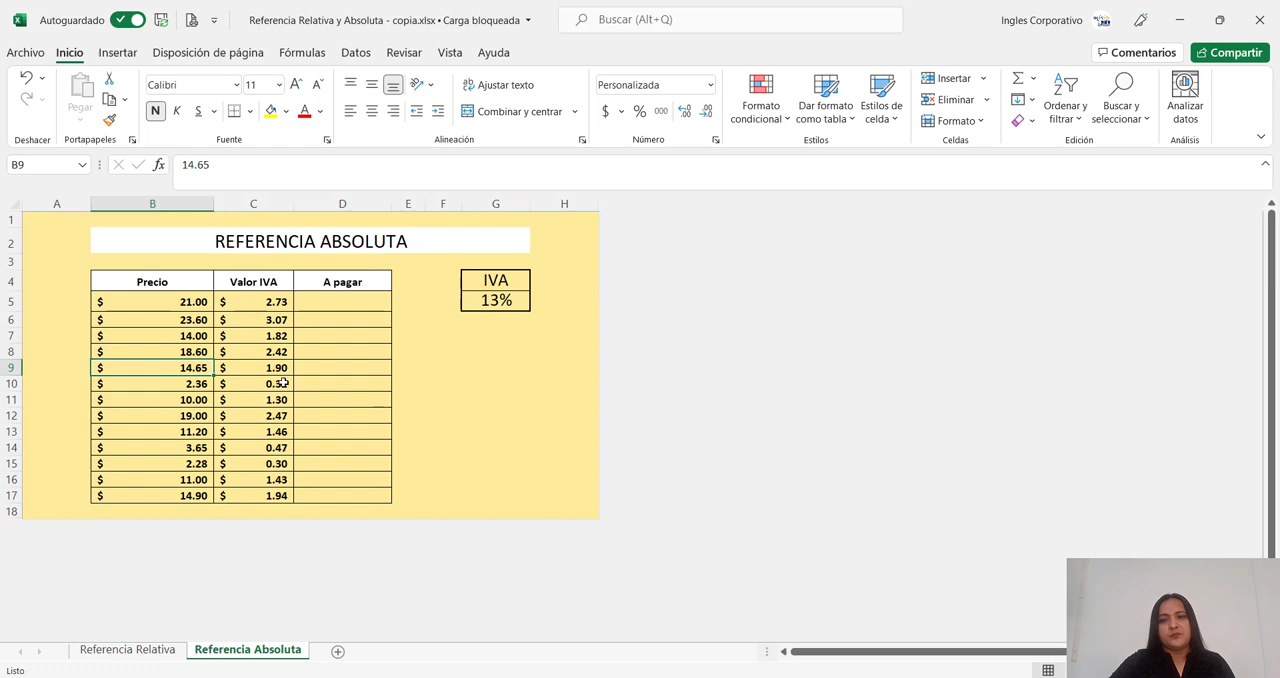 Autoguardado
Referencia Relativa y Absoluta - copia.xlsx • Carga bloqueada
Buscar (Alt+Q)
Ingles Corporativo
Archivo Inicio Insertar Disposición de página Fórmulas Datos Revisar Vista Ayuda
Comentarios Compartir
Pegar
Calibri 11
N K S
Ajustar texto
Combinar y centrar
Personalizada
$ % 000
Formato condicional
Dar formato como tabla
Estilos de celda
Insertar
Eliminar
Formato
Ordenar y filtrar
Buscar y seleccionar
Analizar datos
Deshacer Portapapeles Fuente Alineación Número Estilos Celdas Edición Análisis
B9 fx 14.65
A B C D E F G H
1
2 REFERENCIA ABSOLUTA
3
4 Precio Valor IVA A pagar IVA
5 $ 21.00 $ 2.73 13%
6 $ 23.60 $ 3.07
7 $ 14.00 $ 1.82
8 $ 18.60 $ 2.42
9 $ 14.65 $ 1.90
10 $ 2.36 $
11 $ 10.00 $ 1.30
12 $ 19.00 $ 2.47
13 $ 11.20 $ 1.46
14 $ 3.65 $ 0.47
15 $ 2.28 $ 0.30
16 $ 11.00 $ 1.43
17 $ 14.90 $ 1.94
18
Referencia Relativa Referencia Absoluta
Listo